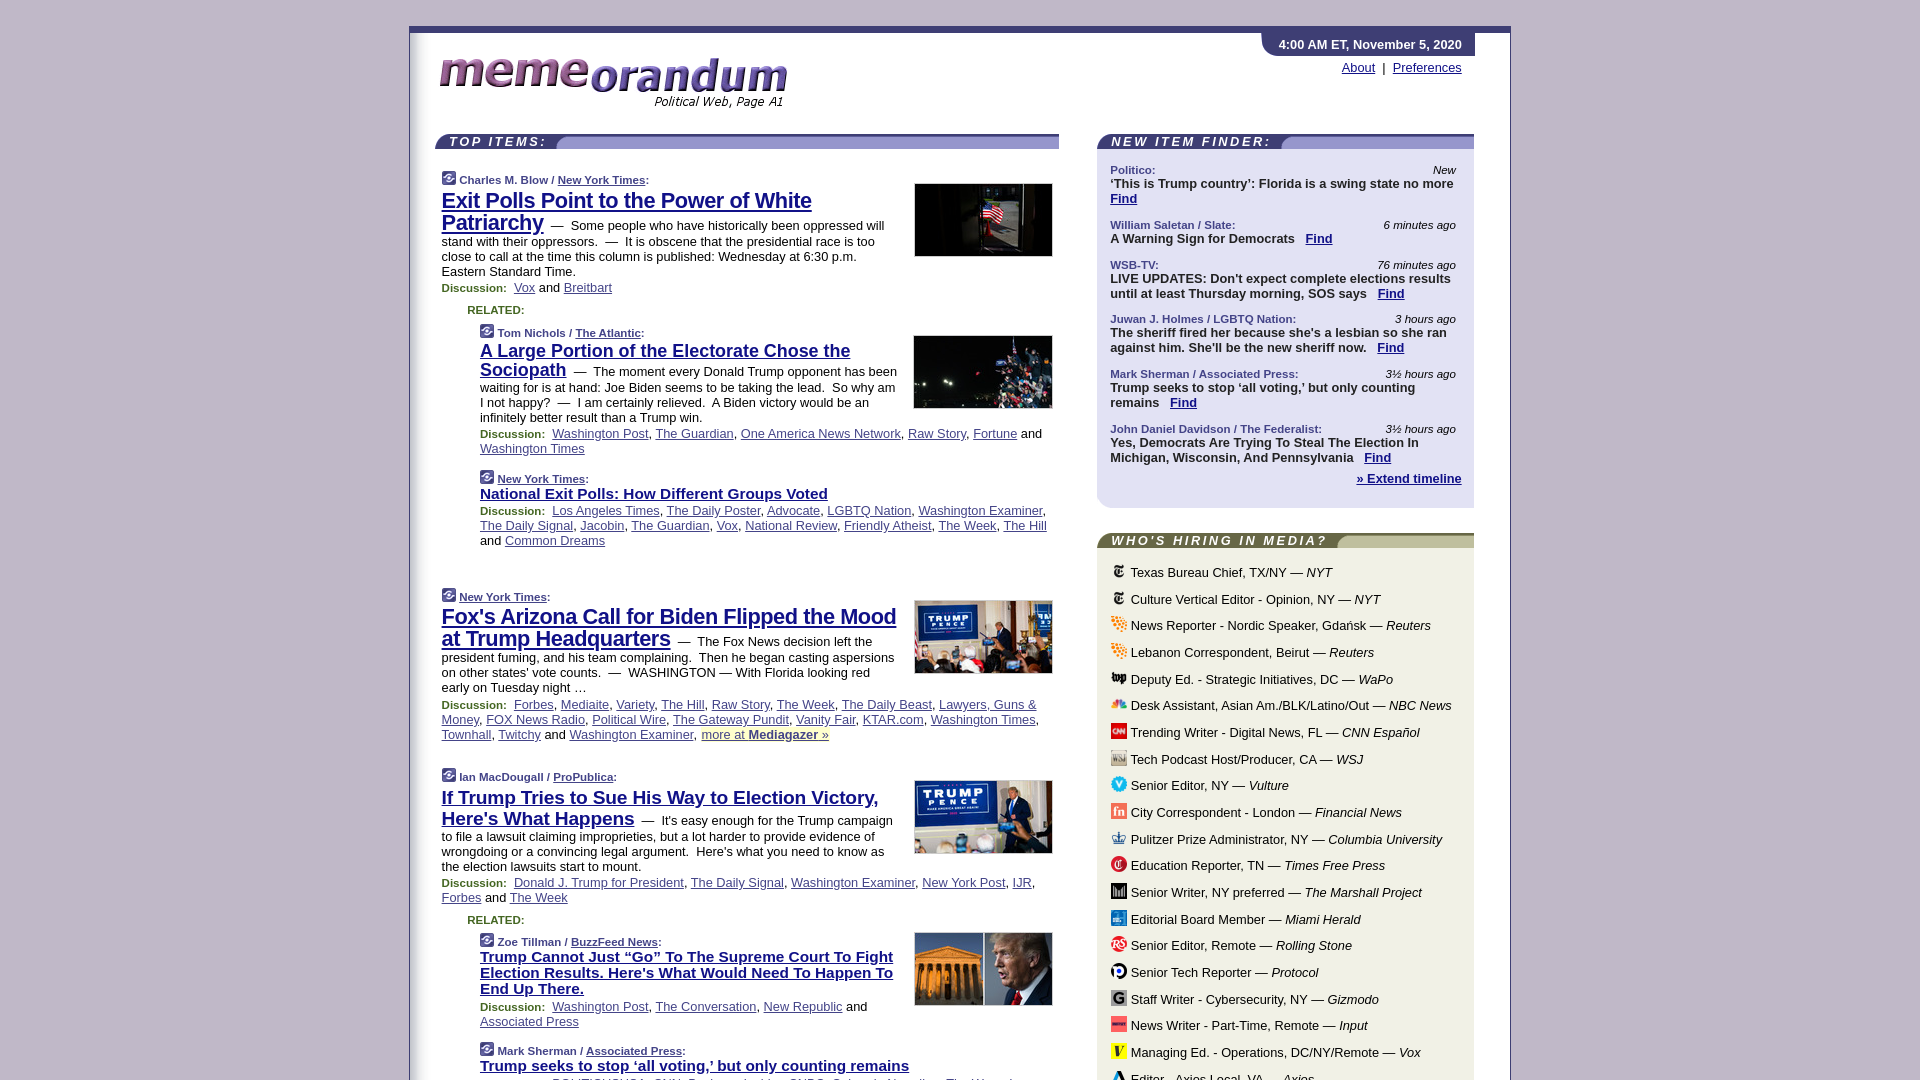 4:00 AM ET, November 5, 2020
memeorandum
About | Preferences
Political Web, Page A1
TOP ITEMS:
Charles M. Blow / New York Times:
Exit Polls Point to the Power of White
Patriarchy — Some people who have historically been oppressed will
stand with their oppressors. — It is obscene that the presidential race is too
close to call at the time this column is published: Wednesday at 6:30 p.m.
Eastern Standard Time.
Discussion: Vox and Breitbart
RELATED:
Tom Nichols / The Atlantic:
A Large Portion of the Electorate Chose the
Sociopath — The moment every Donald Trump opponent has been
waiting for is at hand: Joe Biden seems to be taking the lead. So why am
I not happy? — I am certainly relieved. A Biden victory would be an
infinitely better result than a Trump win.
Discussion: Washington Post, The Guardian, One America News Network, Raw Story, Fortune and
Washington Times
New York Times:
National Exit Polls: How Different Groups Voted
Discussion: Los Angeles Times, The Daily Poster, Advocate, LGBTQ Nation, Washington Examiner,
The Daily Signal, Jacobin, The Guardian, Vox, National Review, Friendly Atheist, The Week, The Hill
and Common Dreams
New York Times:
Fox's Arizona Call for Biden Flipped the Mood
at Trump Headquarters — The Fox News decision left the
president fuming, and his team complaining. Then he began casting aspersions
on other states' vote counts. — WASHINGTON — With Florida looking red
early on Tuesday night …
Discussion: Forbes, Mediaite, Variety, The Hill, Raw Story, The Week, The Daily Beast, Lawyers, Guns &
Money, FOX News Radio, Political Wire, The Gateway Pundit, Vanity Fair, KTAR.com, Washington Times,
Townhall, Twitchy and Washington Examiner, more at Mediagazer »
TRUMP
PENCE
Ian MacDougall / ProPublica:
If Trump Tries to Sue His Way to Election Victory,
Here's What Happens — It's easy enough for the Trump campaign
to file a lawsuit claiming improprieties, but a lot harder to provide evidence of
wrongdoing or a convincing legal argument. Here's what you need to know as
the election lawsuits start to mount.
Discussion: Donald J. Trump for President, The Daily Signal, Washington Examiner, New York Post, IJR,
Forbes and The Week
TRUMP
PENCE
RELATED:
Zoe Tillman / BuzzFeed News:
Trump Cannot Just “Go” To The Supreme Court To Fight
Election Results. Here's What Would Need To Happen To
End Up There.
Discussion: Washington Post, The Conversation, New Republic and
Associated Press
Mark Sherman / Associated Press:
Trump seeks to stop ‘all voting,’ but only counting remains
NEW ITEM FINDER:
Politico: New
‘This is Trump country’: Florida is a swing state no more
Find
William Saletan / Slate: 6 minutes ago
A Warning Sign for Democrats Find
WSB-TV: 76 minutes ago
LIVE UPDATES: Don't expect complete elections results
until at least Thursday morning, SOS says Find
Juwan J. Holmes / LGBTQ Nation: 3 hours ago
The sheriff fired her because she's a lesbian so she ran
against him. She'll be the new sheriff now. Find
Mark Sherman / Associated Press: 3½ hours ago
Trump seeks to stop ‘all voting,’ but only counting
remains Find
John Daniel Davidson / The Federalist: 3½ hours ago
Yes, Democrats Are Trying To Steal The Election In
Michigan, Wisconsin, And Pennsylvania Find
» Extend timeline
WHO'S HIRING IN MEDIA?
Texas Bureau Chief, TX/NY — NYT
Culture Vertical Editor - Opinion, NY — NYT
News Reporter - Nordic Speaker, Gdańsk — Reuters
Lebanon Correspondent, Beirut — Reuters
Deputy Ed. - Strategic Initiatives, DC — WaPo
Desk Assistant, Asian Am./BLK/Latino/Out — NBC News
Trending Writer - Digital News, FL — CNN Español
Tech Podcast Host/Producer, CA — WSJ
Senior Editor, NY — Vulture
City Correspondent - London — Financial News
Pulitzer Prize Administrator, NY — Columbia University
Education Reporter, TN — Times Free Press
Senior Writer, NY preferred — The Marshall Project
Editorial Board Member — Miami Herald
Senior Editor, Remote — Rolling Stone
Senior Tech Reporter — Protocol
Staff Writer - Cybersecurity, NY — Gizmodo
News Writer - Part-Time, Remote — Input
Managing Ed. - Operations, DC/NY/Remote — Vox
Editor - Axios Local, VA — Axios